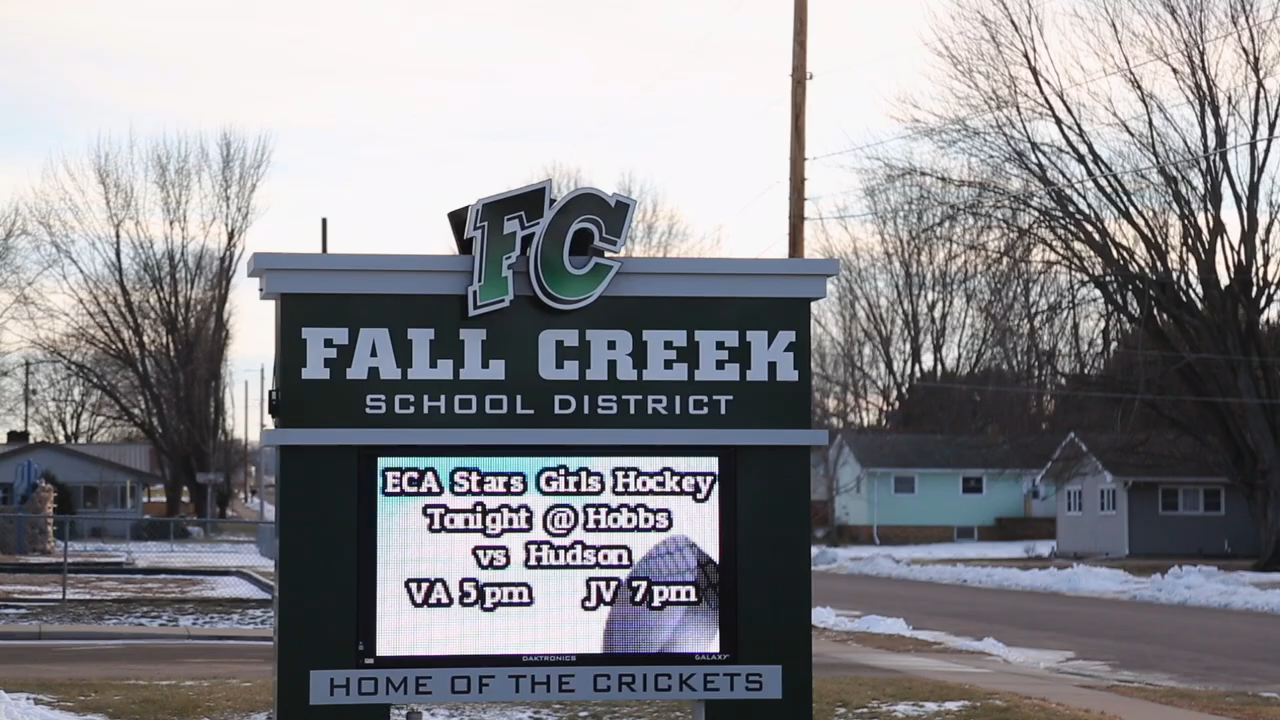 FC
FALL CREEK
SCHOOL DISTRICT
ECA Stars Girls Hockey
Tonight @ Hobbs
vs Hudson
VA 5pm JV 7pm
DAKTRONICS GALAXY
HOME OF THE CRICKETS